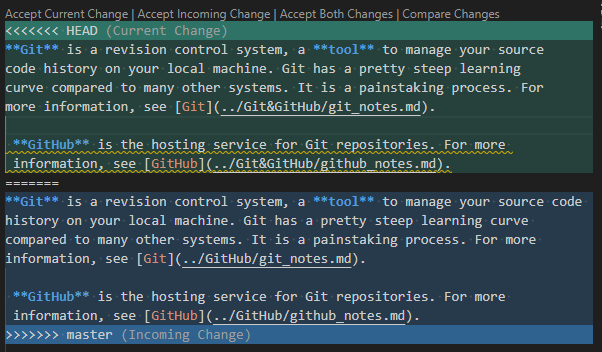 Accept Current Change | Accept Incoming Change | Accept Both Changes | Compare Changes
<<<<<<< HEAD (Current Change)
**Git** is a revision control system, a **tool** to manage your source
code history on your local machine. Git has a pretty steep learning
curve compared to many other systems. It is a painstaking process. For
more information, see [Git](../Git&GitHub/git_notes.md).
**GitHub** is the hosting service for Git repositories. For more
information, see [GitHub](../Git&GitHub/github_notes.md).
=======
**Git** is a revision control system, a **tool** to manage your source code
history on your local machine. Git has a pretty steep learning curve
compared to many other systems. It is a painstaking process. For more
information, see [Git](../GitHub/git_notes.md).
**GitHub** is the hosting service for Git repositories. For more
information, see [GitHub](../GitHub/github_notes.md).
>>>>>>> master (Incoming Change)